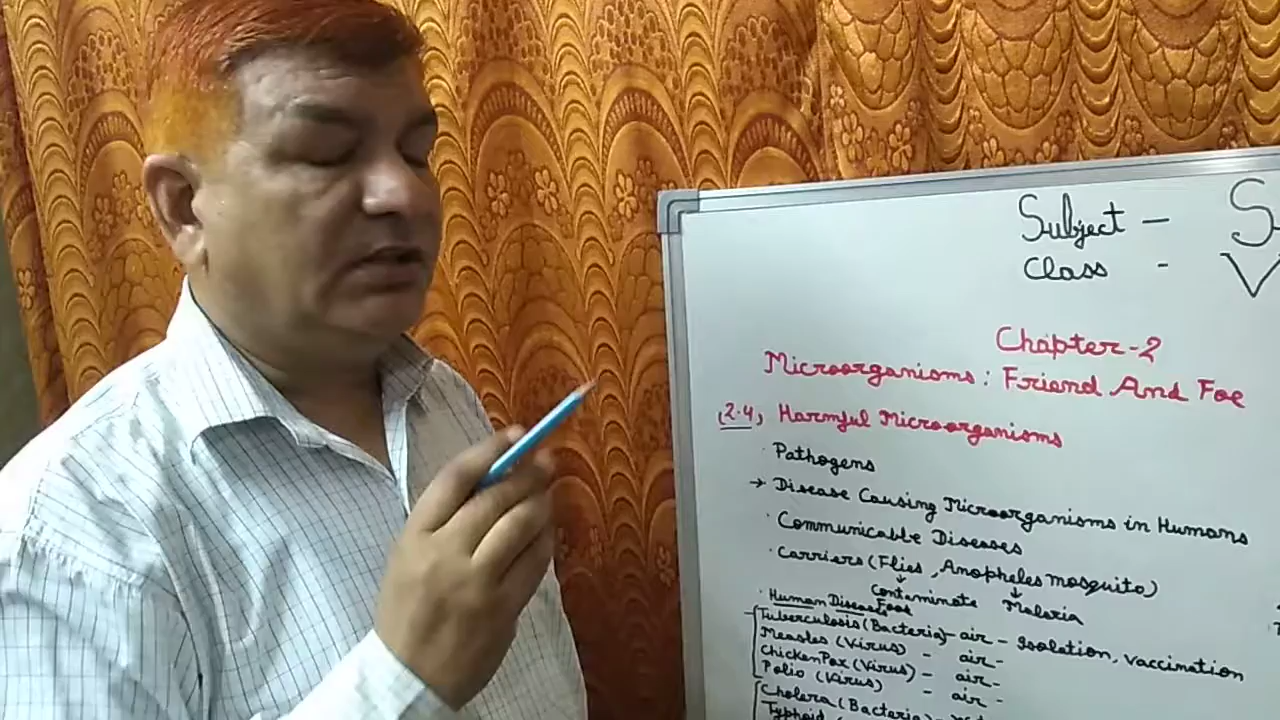 Subject - S
Class - V
Chapter-2
Microorganisms: Friend And Foe
(2.4) Harmful Microorganisms
· Pathogens
→ Disease Causing Microorganisms in Humans
· Communicable Diseases
· Carriers (Flies, Anopheles mosquito)
↓ ↓
Contaminate Malaria
Food
· Human Diseases
Tuberculosis (Bacteria) - air - Isolation, vaccination
Measles (Virus) - air -
ChickenPox (Virus) - air -
Polio (Virus) - air -
Cholera (Bacteria) -
Typhoid